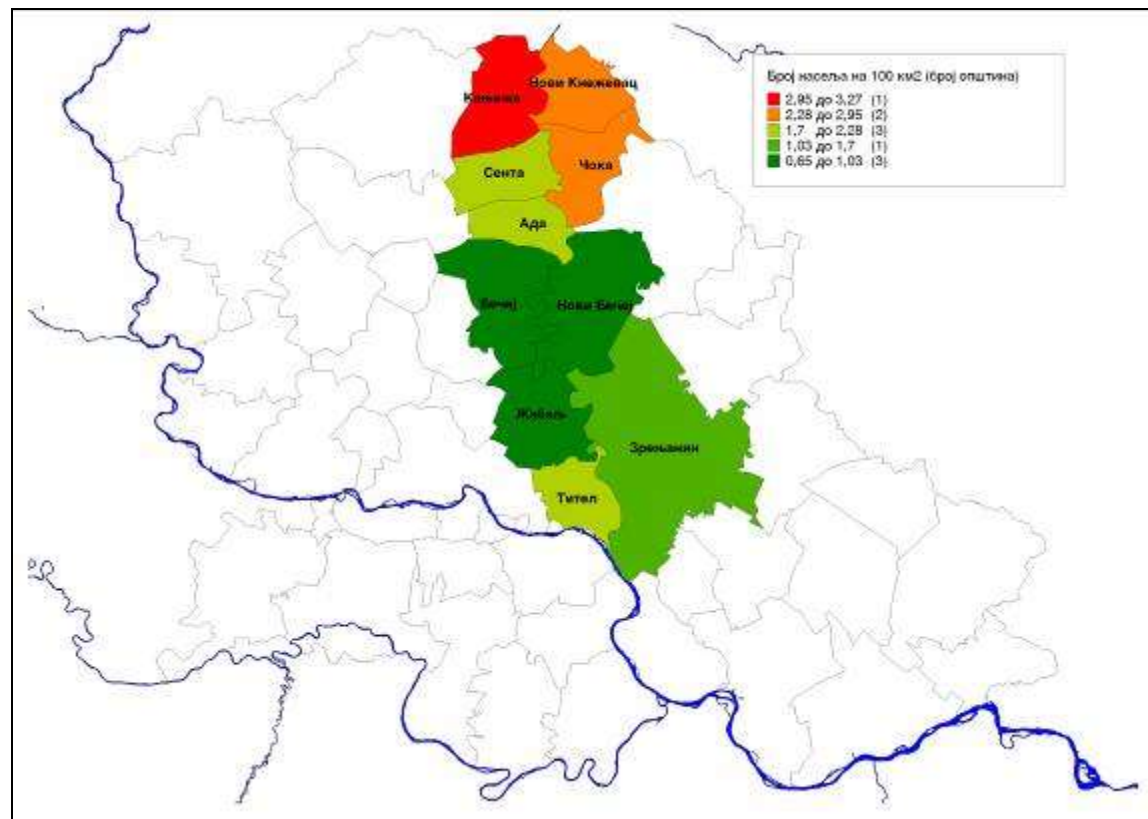 Број насеља на 100 км2 (број општина)
2,95 до 3,27 (1)
2,28 до 2,95 (2)
1,7 до 2,28 (3)
1,03 до 1,7 (1)
0,65 до 1,03 (3)
Нови Кнежевац
Кањижа
Чока
Сента
Ада
Бечеј
Нови Бечеј
Жабаљ
Зрењанин
Тител